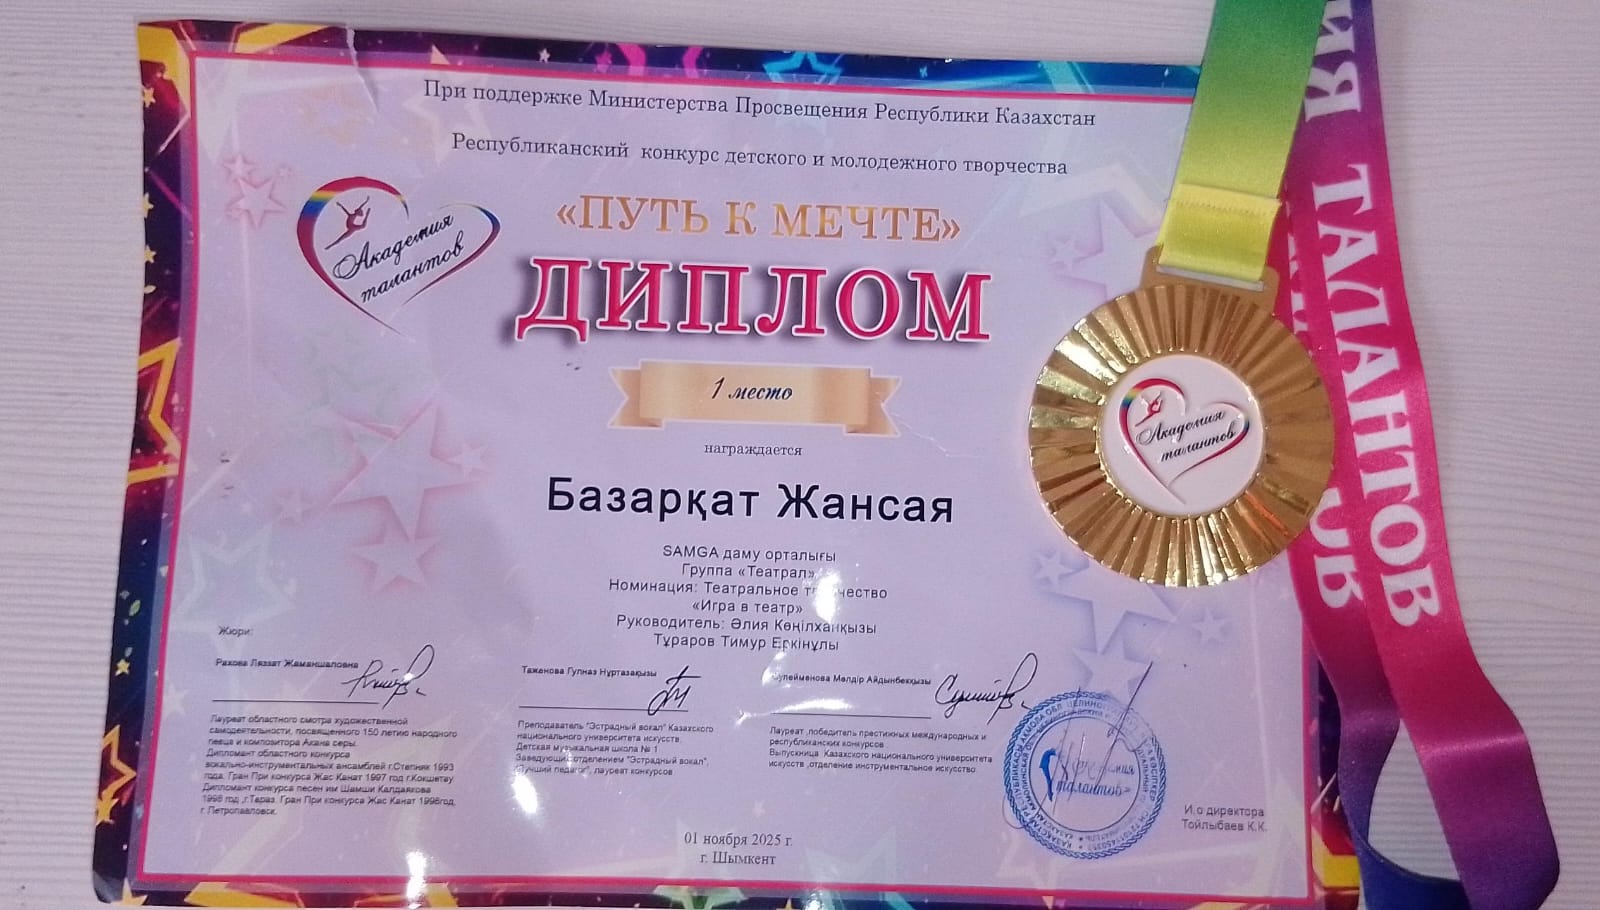 При поддержке Министерства Просвещения Республики Казахстан
Республиканский конкурс детского и молодежного творчества
«ПУТЬ К МЕЧТЕ»
Академия
талантов
ДИПЛОМ
1 место
награждается
Базарқат Жансая
SAMGA даму орталығы
Группа «Театрал»
Номинация: Театральное
«Игра в театр»
Руководитель: Әлия Көңілханқызы
Тұраров Тимур Еркінұлы
Жюри:
Рахова Ляззат Жаманшаловна
Лауреат областного смотра художественной
самодеятельности, посвященного 150 летию народного
певца и композитора Акана серы.
Дипломант областного конкурса
вокально-инструментальных ансамблей г.Степняк 1993
года. Гран При конкурса Жас Канат 1997 год г.Кокшетау
Дипломант конкурса песен им Шамши Калдаякова
1998 год ,г.Тараз. Гран При конкурса Жас Канат 1998год,
г. Петропавловск.
Таженова Гулназ Нұртазақызы
Преподаватель "Эстрадный вокал" Казахского
национального университета искусств.
Детская музыкальная школа № 1
Заведующий отделением "Эстрадный вокал",
"Лучший педагог", лауреат конкурсов
Сулейменова Мөлдір Айдынбекқызы
Лауреат ,победитель престижных международных и
республиканских конкурсов .
Выпускница Казахского национального университета
искусств ,отделение инструментальное искусство
талантов»
И.о директора
Тойлыбаев К.К.
01 ноября 2025 г.
г. Шымкент
Академия
талантов
ИЯ ТАЛАНТОВ